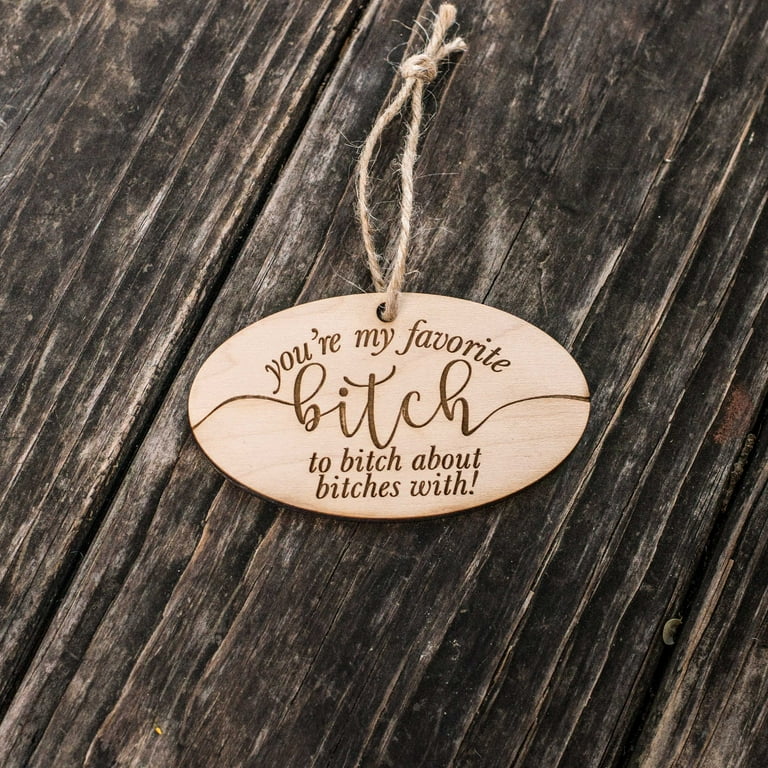 you're my favorite
bitch
to bitch about
bitches with!